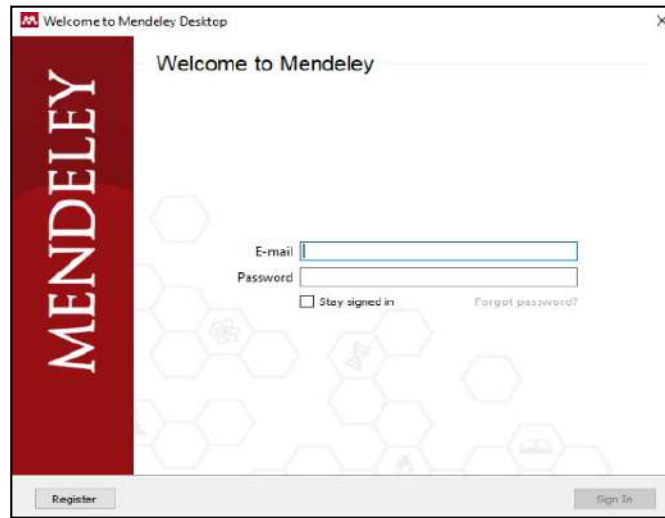 Welcome to Mendeley Desktop
MENDELEY
Welcome to Mendeley
E-mail
Password
Stay signed in Forgot password?
Register Sign In